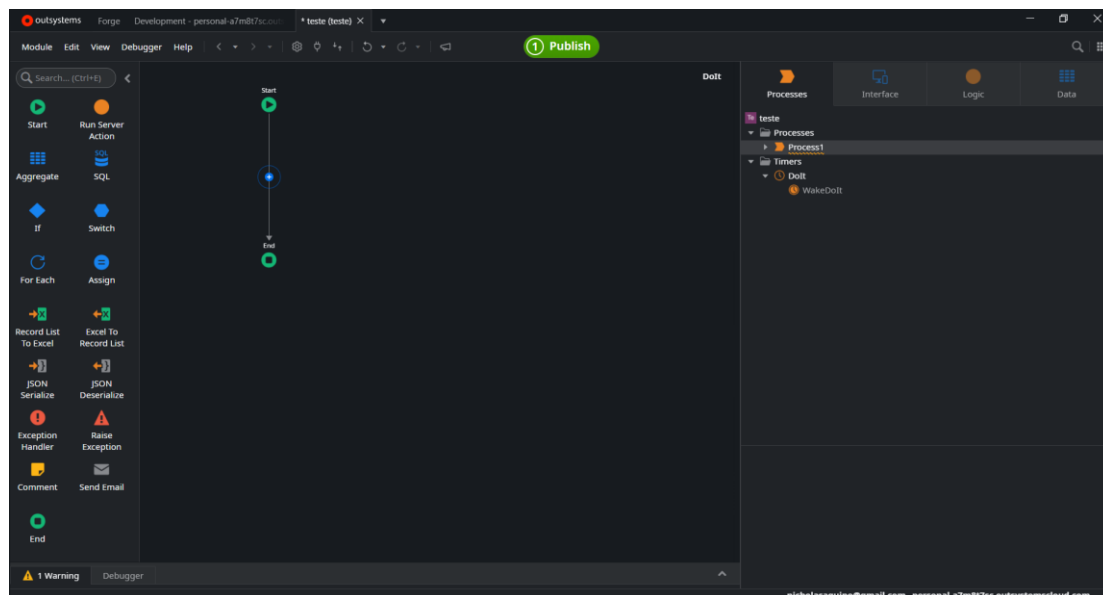 outsystems Forge Development - personal-a7m8t7sc.out * teste (teste)
Module Edit View Debugger Help 1 Publish
Search... (Ctrl+E)
Start
Run Server
Action
Aggregate
SQL
SQL
If
Switch
For Each
Assign
Record List
To Excel
Excel To
Record List
JSON
Serialize
JSON
Deserialize
Exception
Handler
Raise
Exception
Comment
Send Email
End
DoIt
Start
End
Processes
Interface
Logic
Data
Te teste
Processes
Process1
Timers
DoIt
WakeDoIt
1 Warning
Debugger